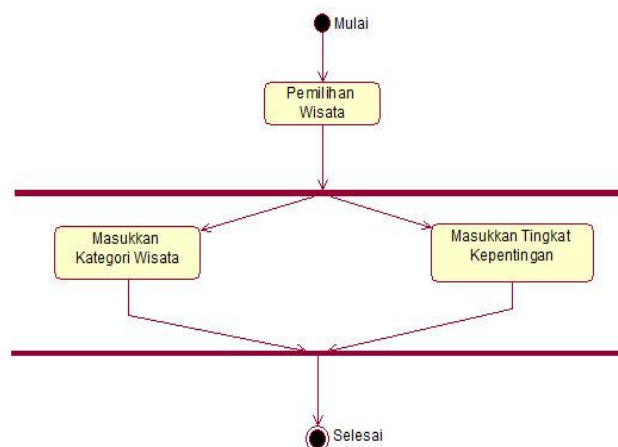 Mulai
Pemilihan
Wisata
Masukkan
Kategori Wisata
Masukkan Tingkat
Kepentingan
Selesai